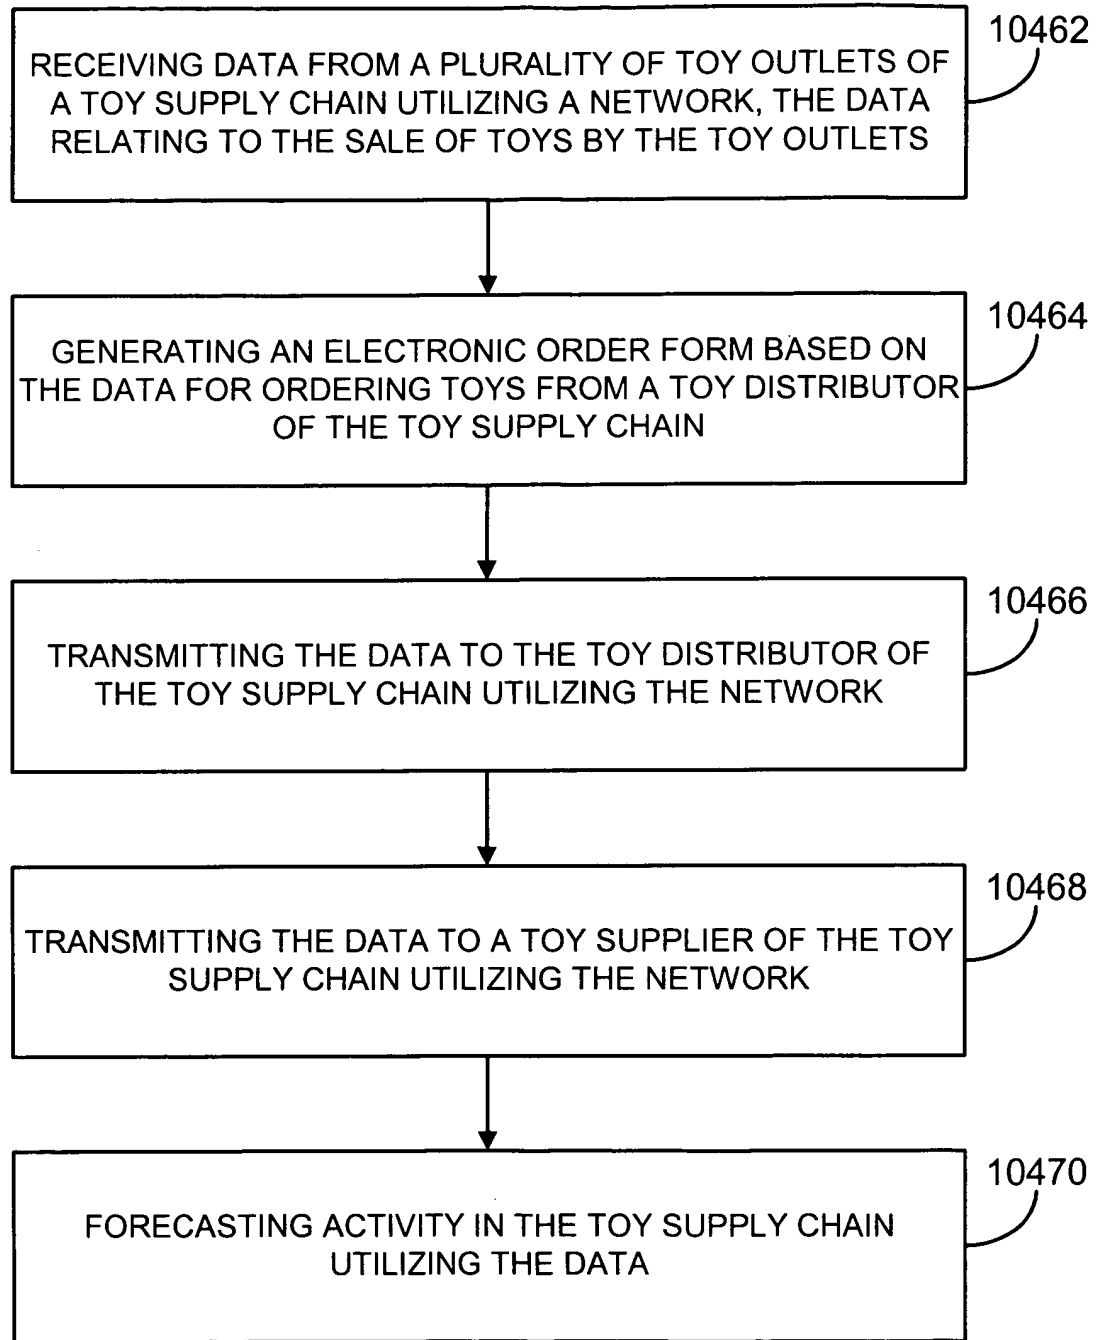 10462
RECEIVING DATA FROM A PLURALITY OF TOY OUTLETS OF
A TOY SUPPLY CHAIN UTILIZING A NETWORK, THE DATA
RELATING TO THE SALE OF TOYS BY THE TOY OUTLETS
10464
GENERATING AN ELECTRONIC ORDER FORM BASED ON
THE DATA FOR ORDERING TOYS FROM A TOY DISTRIBUTOR
OF THE TOY SUPPLY CHAIN
10466
TRANSMITTING THE DATA TO THE TOY DISTRIBUTOR OF
THE TOY SUPPLY CHAIN UTILIZING THE NETWORK
10468
TRANSMITTING THE DATA TO A TOY SUPPLIER OF THE TOY
SUPPLY CHAIN UTILIZING THE NETWORK
10470
FORECASTING ACTIVITY IN THE TOY SUPPLY CHAIN
UTILIZING THE DATA